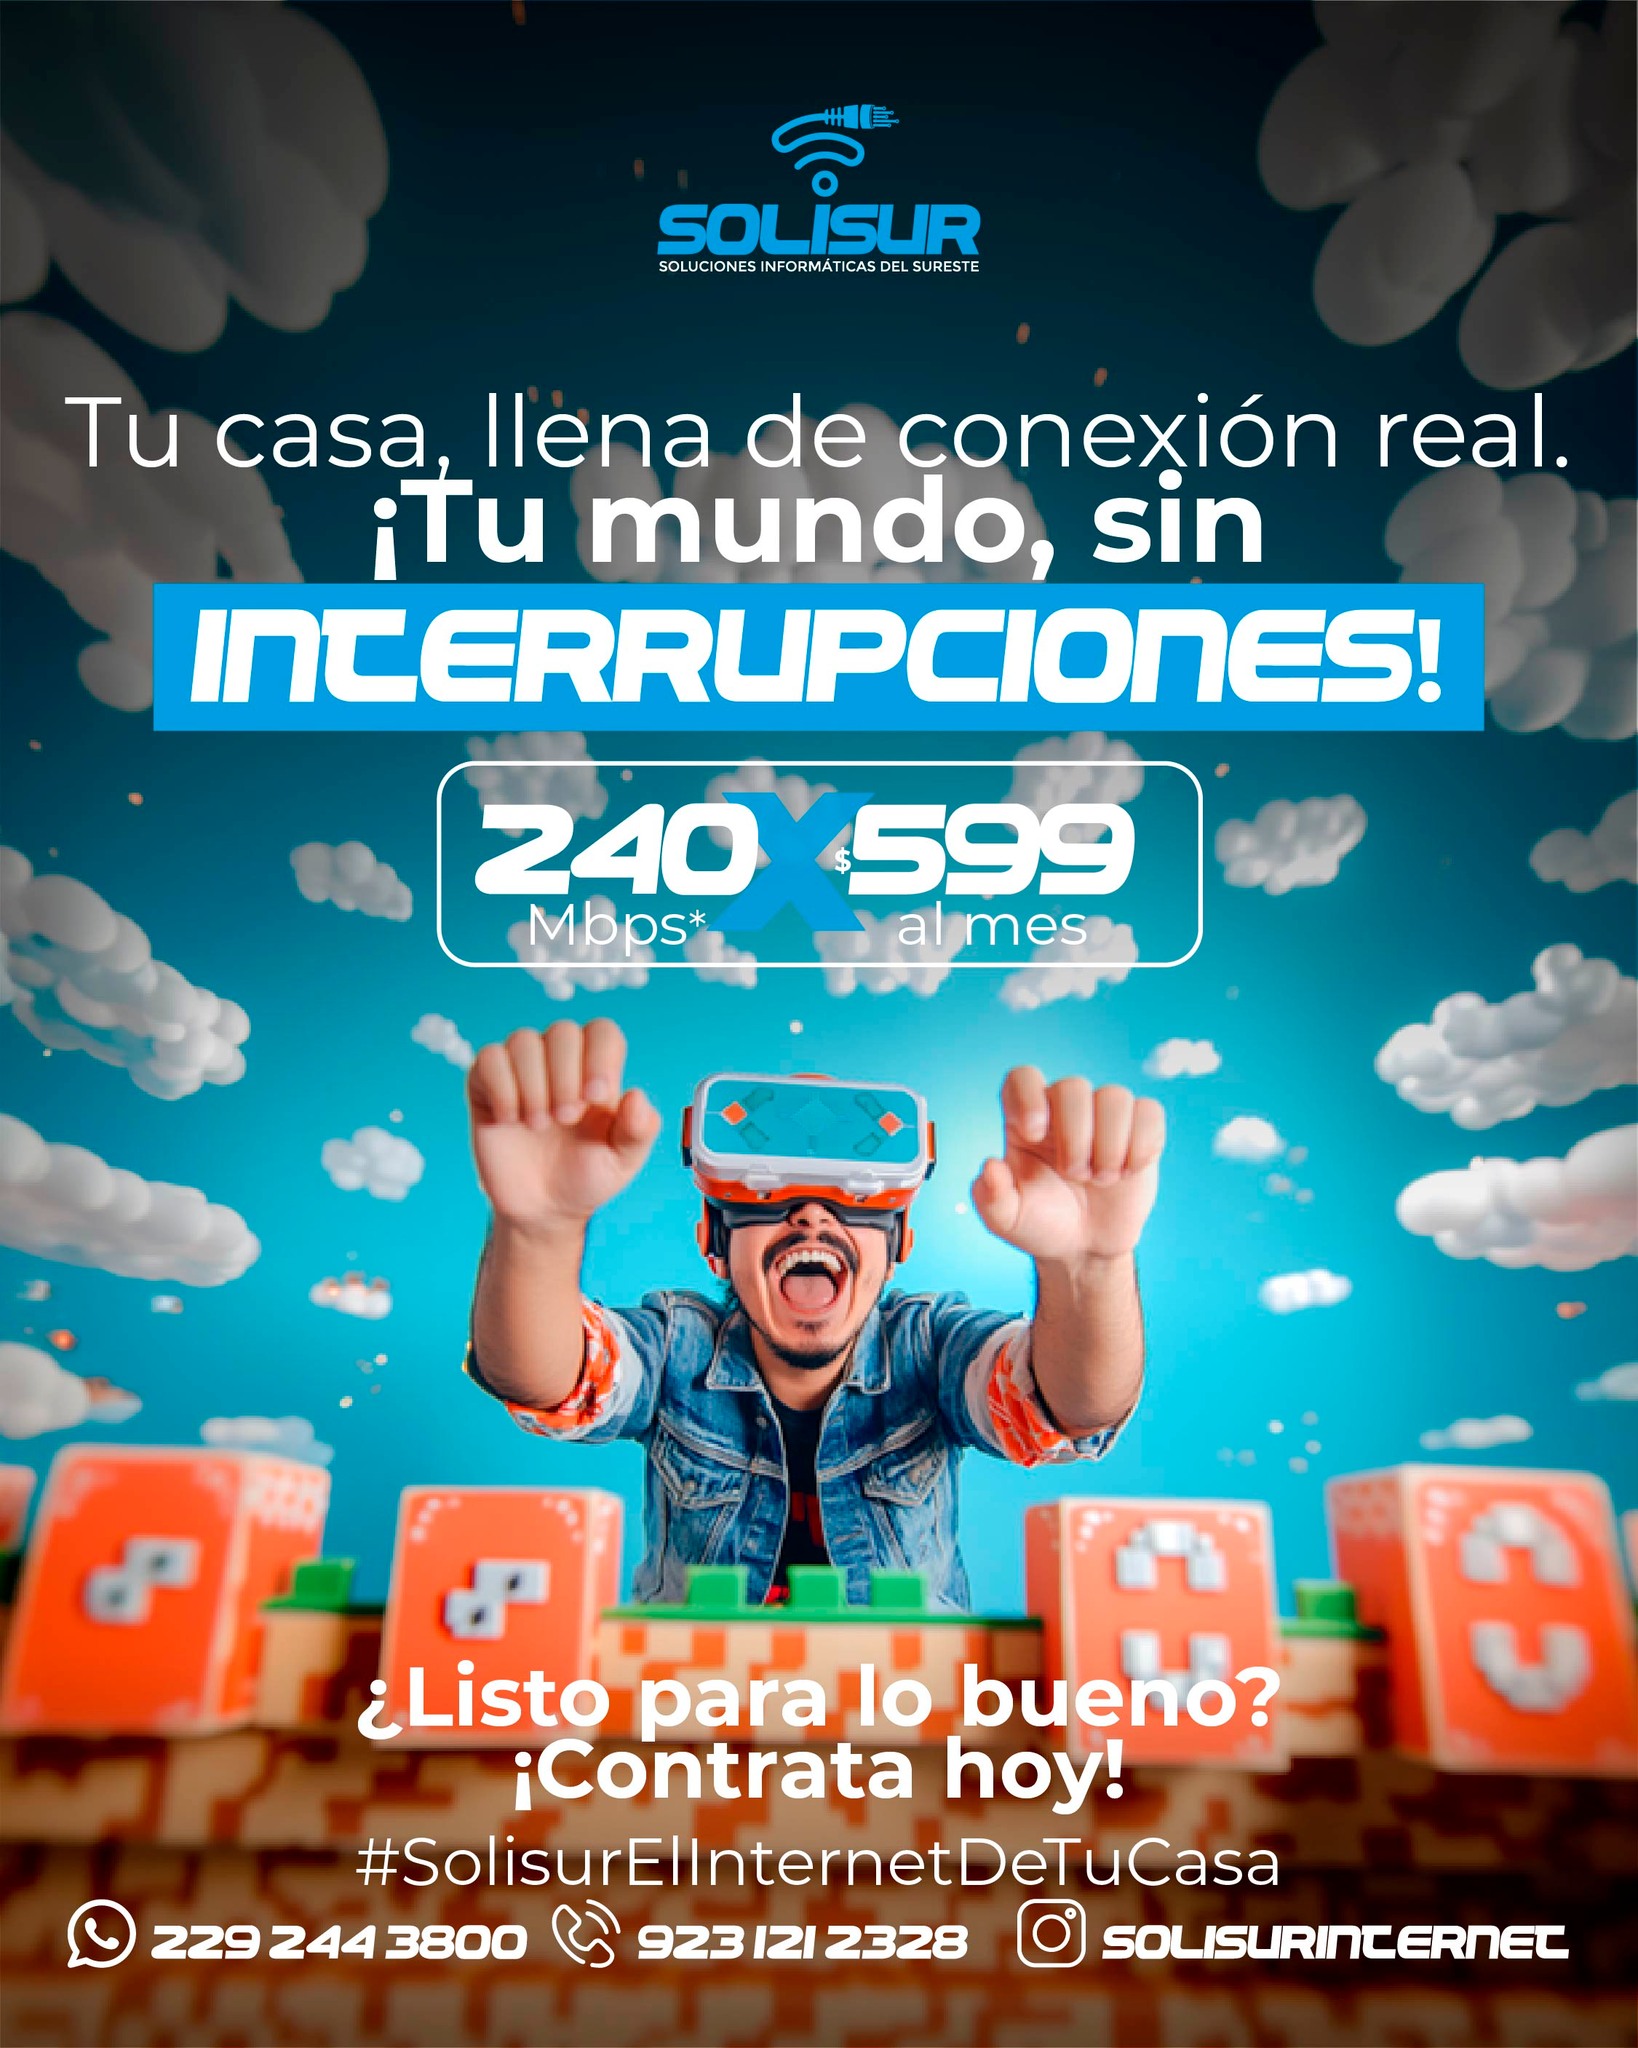 SOLISUR
SOLUCIONES INFORMÁTICAS DEL SURESTE
Tu casa, llena de conexión real.
¡Tu mundo, sin
INTERRUPCIONES!
240 X $599
Mbps* al mes
¿Listo para lo bueno?
¡Contrata hoy!
#SolisurElInternetDeTuCasa
229 244 3800 923 121 2328 SOLISURINTERNET